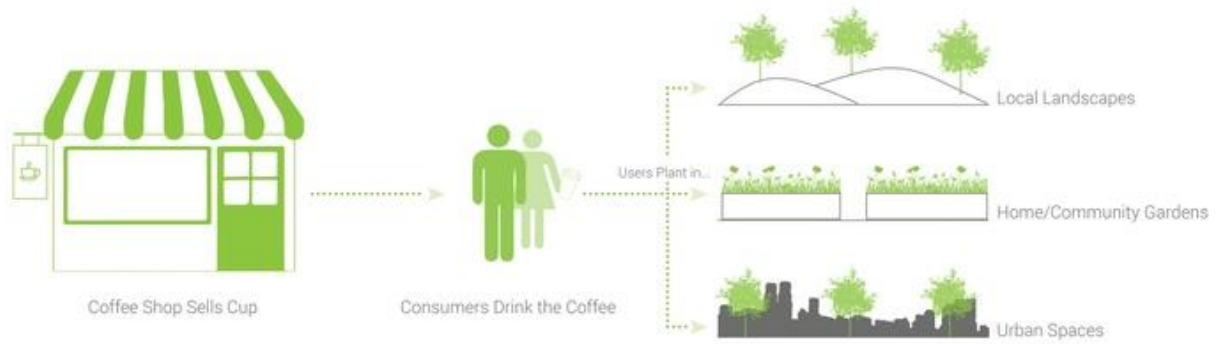 Coffee Shop Sells Cup
Consumers Drink the Coffee
Users Plant in...
Local Landscapes
Home/Community Gardens
Urban Spaces